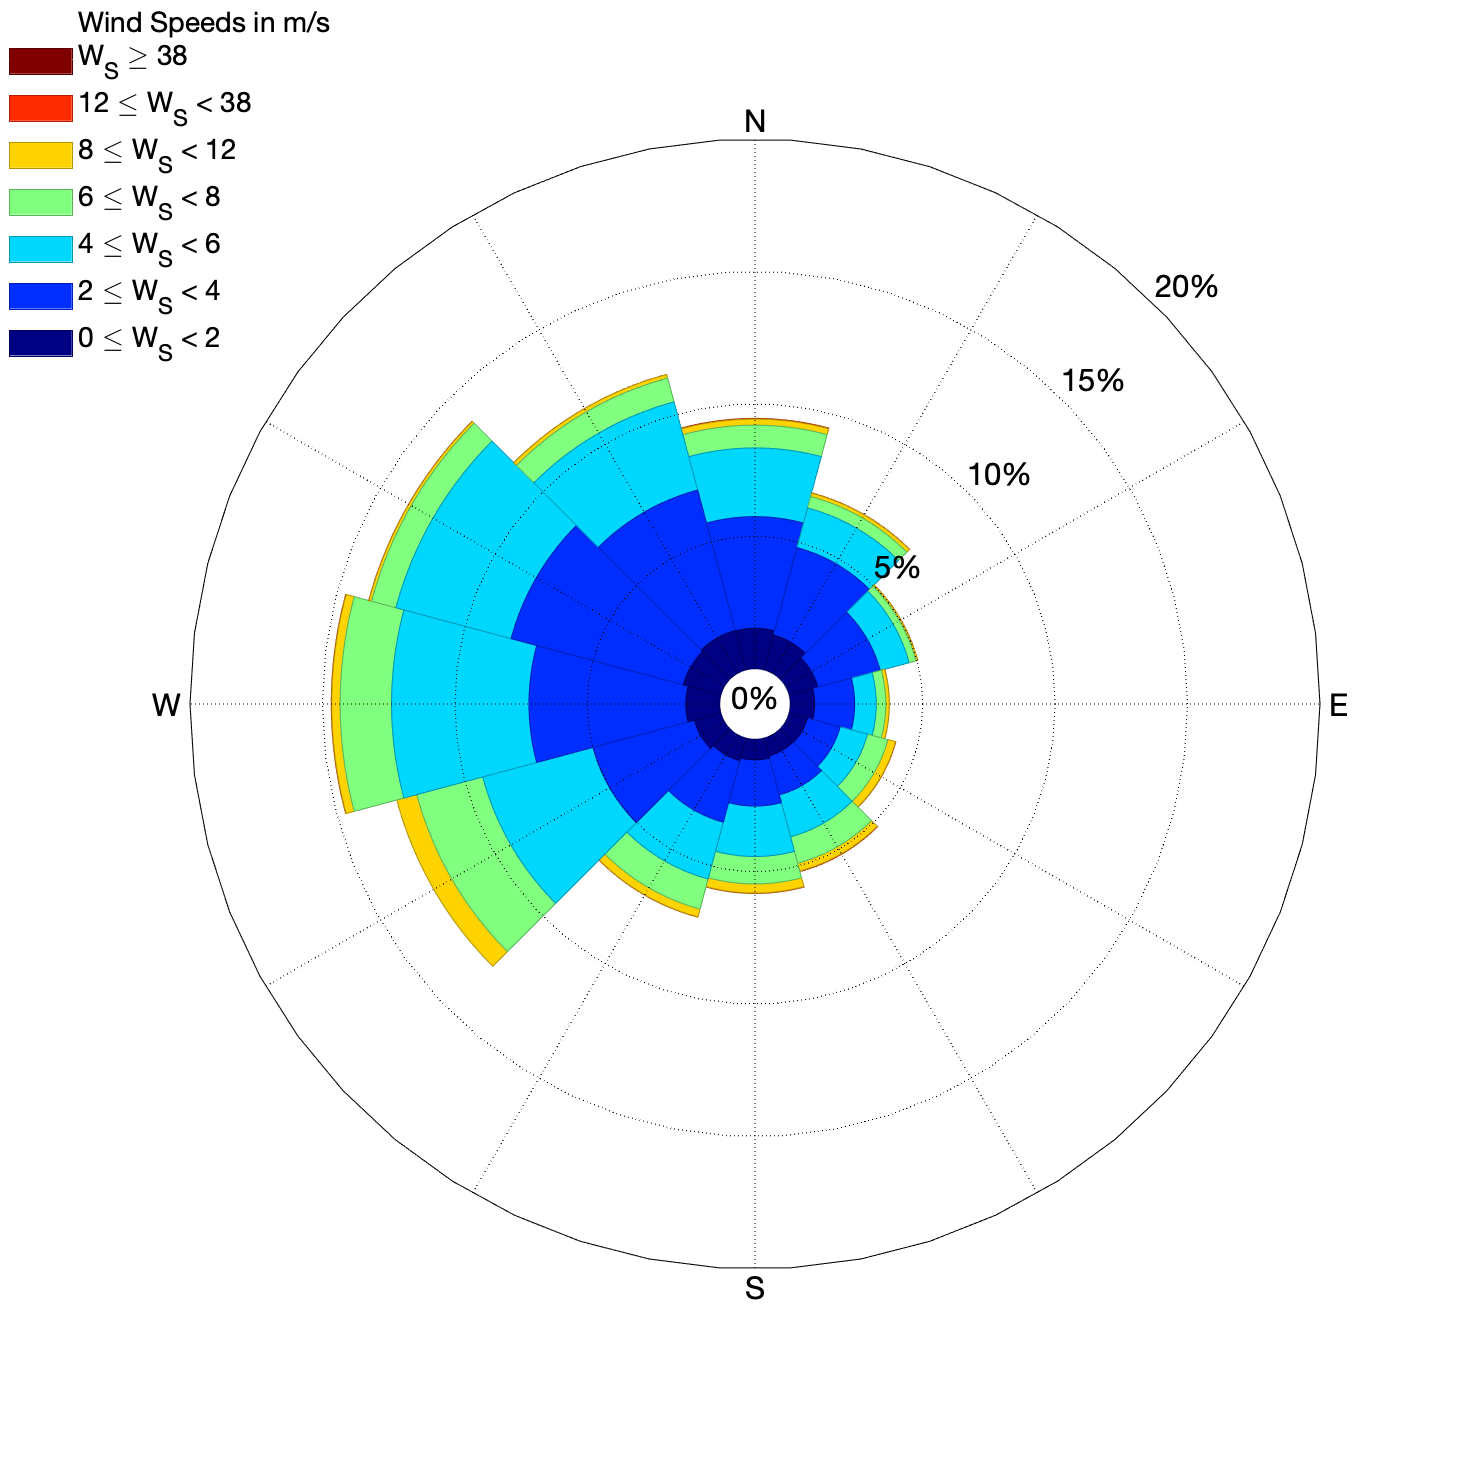 Wind Speeds in m/s
W_S ≥ 38
12 ≤ W_S < 38
8 ≤ W_S < 12
6 ≤ W_S < 8
4 ≤ W_S < 6
2 ≤ W_S < 4
0 ≤ W_S < 2
N
20%
15%
10%
5%
W
0%
E
S